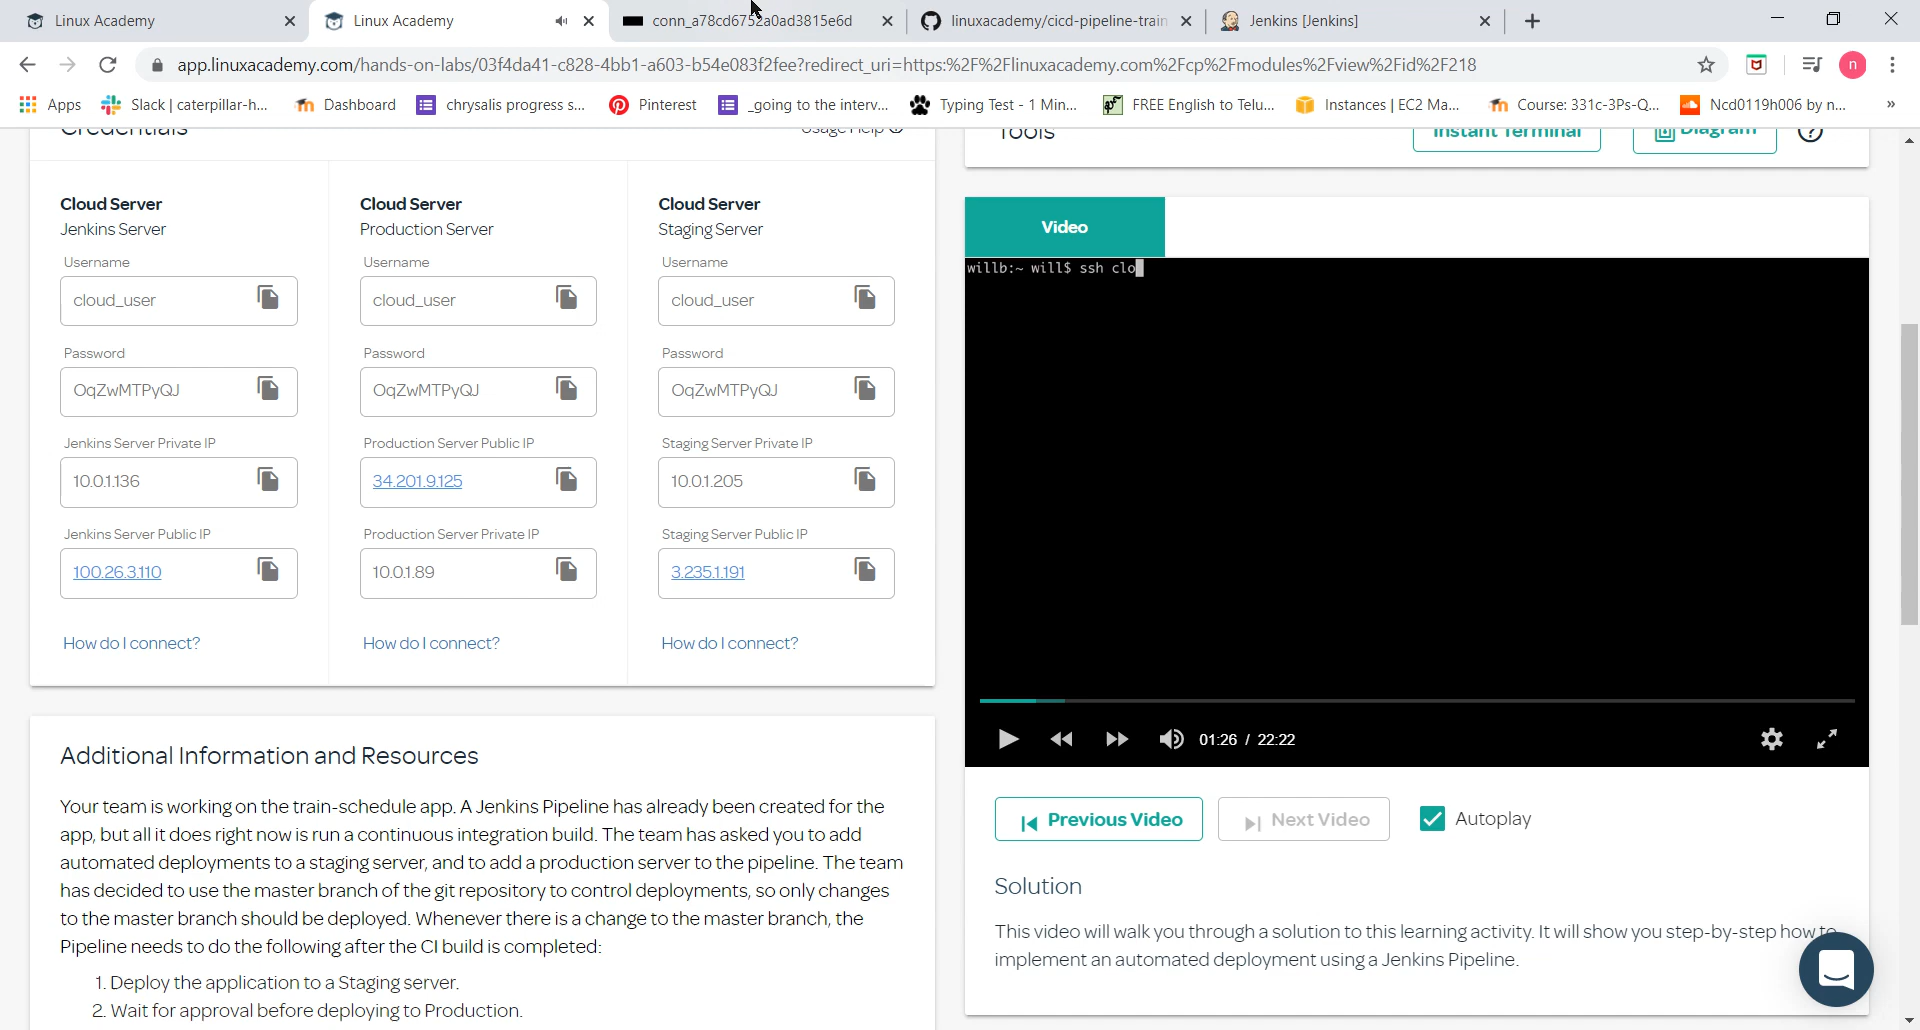 Linux Academy
Linux Academy
conn_a78cd6752a0ad3815e6d
linuxacademy/cicd-pipeline-train
Jenkins [Jenkins]
app.linuxacademy.com/hands-on-labs/03f4da41-c828-4bb1-a603-b54e083f2fee?redirect_uri=https:%2F%2Flinuxacademy.com%2Fcp%2Fmodules%2Fview%2Fid%2F218
n
Apps
Slack | caterpillar-h...
Dashboard
chrysalis progress s...
Pinterest
_going to the interv...
Typing Test - 1 Min...
FREE English to Telu...
Instances | EC2 Ma...
Course: 331c-3Ps-Q...
Ncd0119h006 by n...
»
Credentials
Usage Help
Tools
Instant Terminal
Diagram
Cloud Server
Jenkins Server
Username
cloud_user
Password
OqZwMTPyQJ
Jenkins Server Private IP
10.0.1.136
Jenkins Server Public IP
100.26.3.110
How do I connect?
Cloud Server
Production Server
Username
cloud_user
Password
OqZwMTPyQJ
Production Server Public IP
34.201.9.125
Production Server Private IP
10.0.1.89
How do I connect?
Cloud Server
Staging Server
Username
cloud_user
Password
OqZwMTPyQJ
Staging Server Private IP
10.0.1.205
Staging Server Public IP
3.235.1.191
How do I connect?
Video
willb:~ will$ ssh clo
01:26 / 22:22
Previous Video
Next Video
Autoplay
Solution
This video will walk you through a solution to this learning activity. It will show you step-by-step how to
implement an automated deployment using a Jenkins Pipeline.
Additional Information and Resources
Your team is working on the train-schedule app. A Jenkins Pipeline has already been created for the
app, but all it does right now is run a continuous integration build. The team has asked you to add
automated deployments to a staging server, and to add a production server to the pipeline. The team
has decided to use the master branch of the git repository to control deployments, so only changes
to the master branch should be deployed. Whenever there is a change to the master branch, the
Pipeline needs to do the following after the CI build is completed:
1. Deploy the application to a Staging server.
2. Wait for approval before deploying to Production.